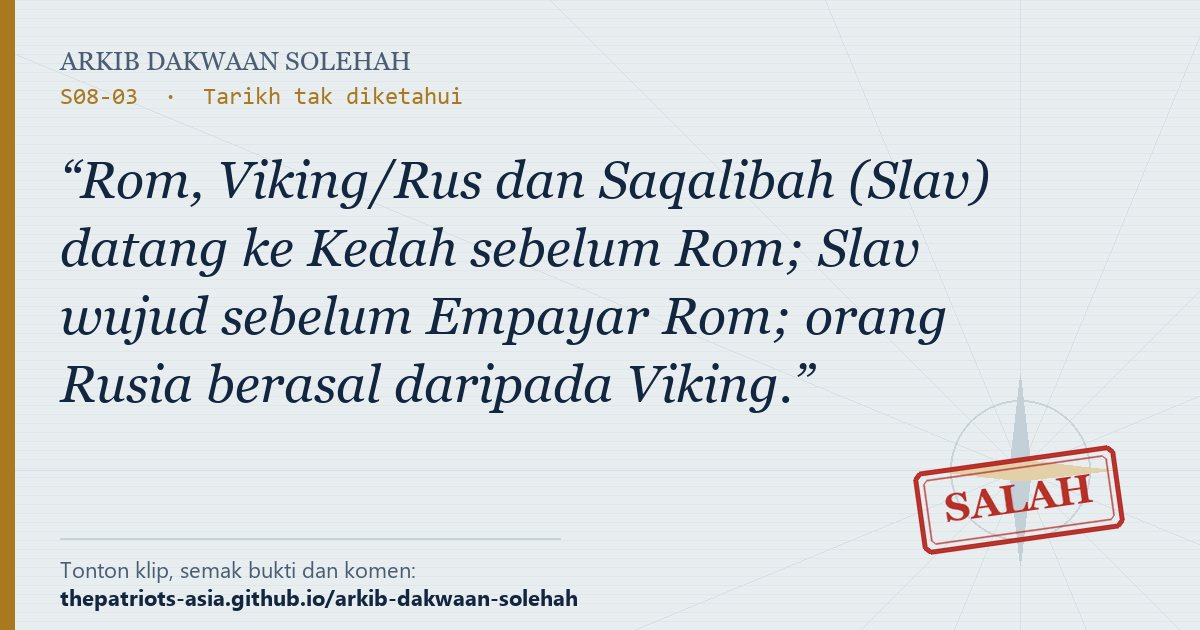 ARKIB DAKWAAN SOLEHAH
S08-03 · Tarikh tak diketahui
“Rom, Viking/Rus dan Saqalibah (Slav)
datang ke Kedah sebelum Rom; Slav
wujud sebelum Empayar Rom; orang
Rusia berasal daripada Viking.”
SALAH
Tonton klip, semak bukti dan komen:
thepatriots-asia.github.io/arkib-dakwaan-solehah